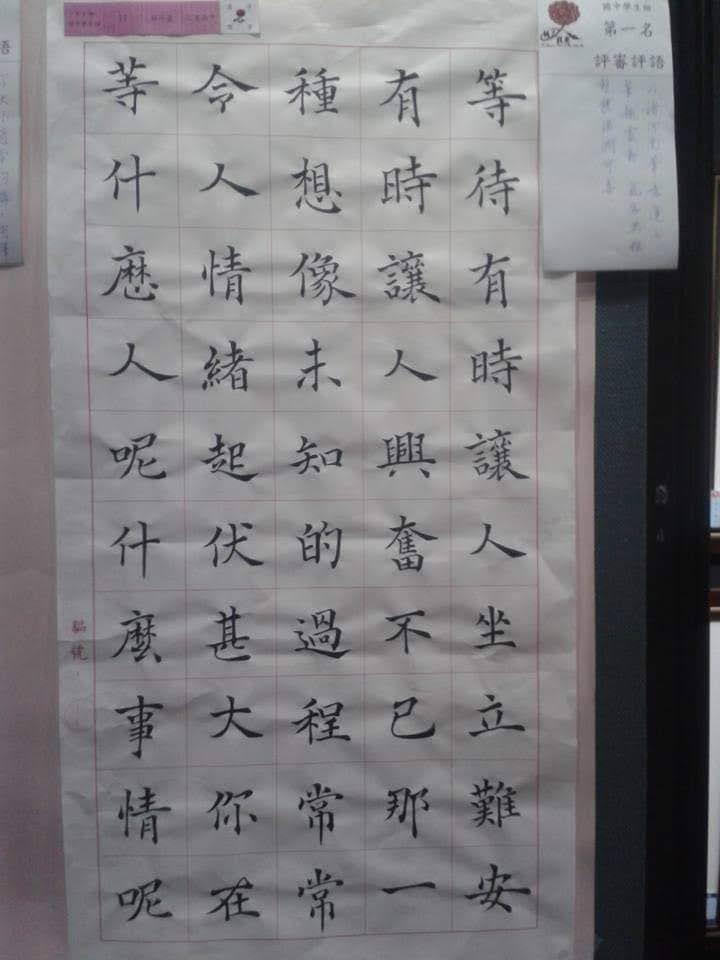 等待有時讓人坐立難安
有時讓人興奮不已那一
種想像未知的過程常常
令人情緒起伏甚大你在
等什麼人呢什麼事情呢
國中學生組
第一名
評審評語
編號
語